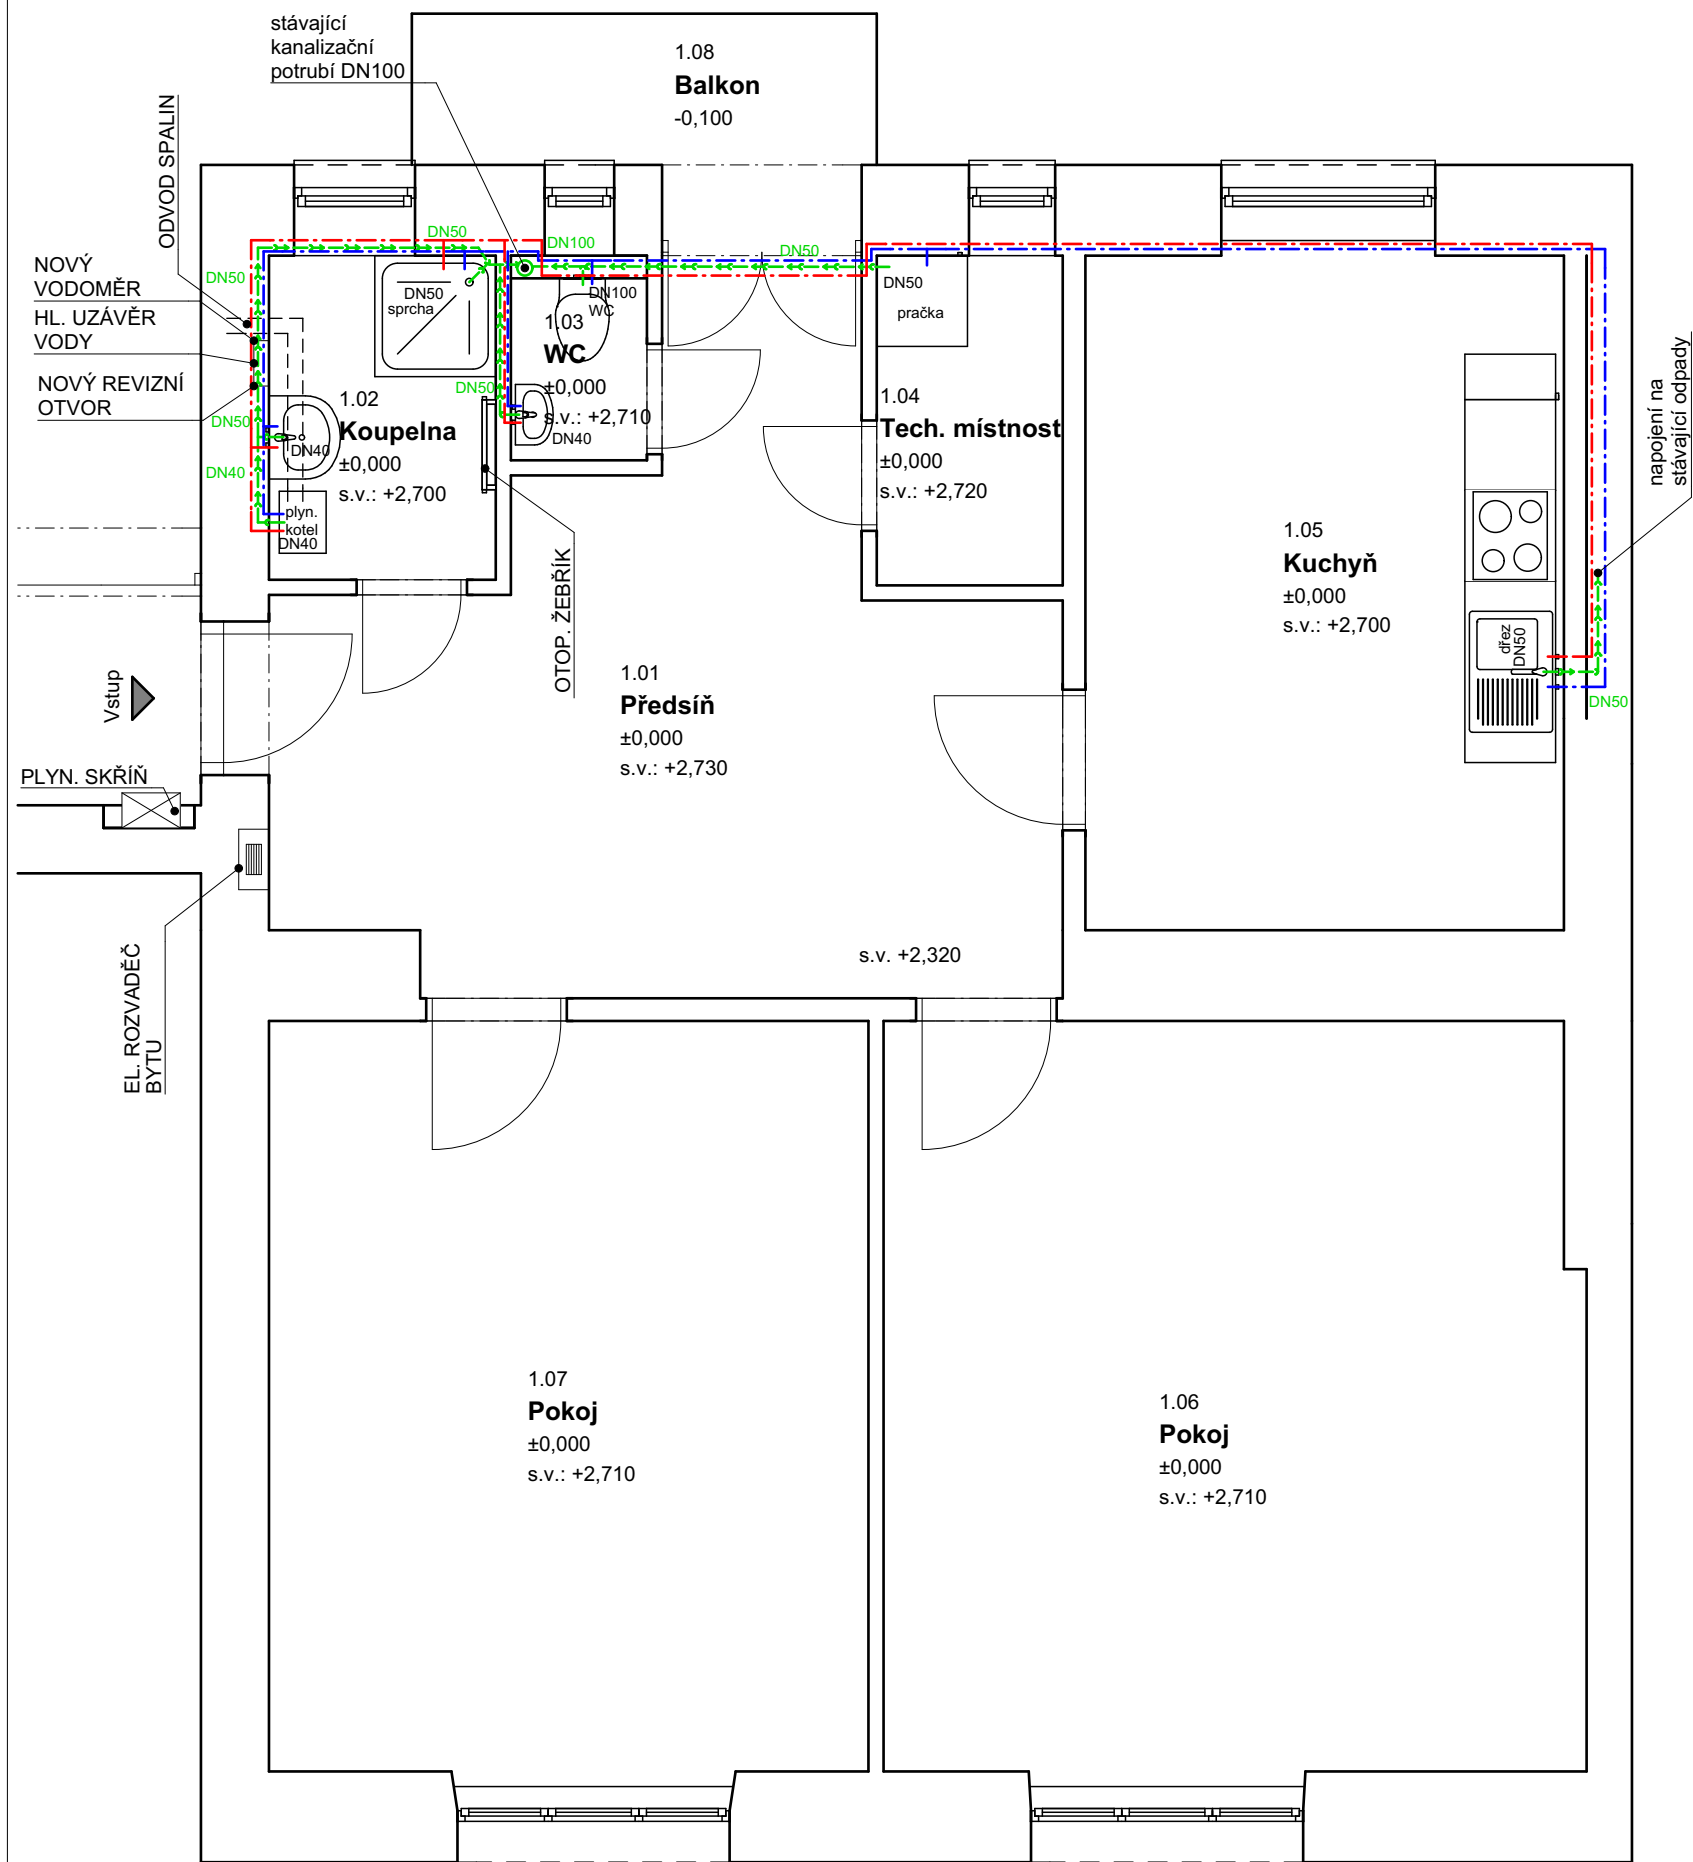 stávající
kanalizační
potrubí DN100
1.08
Balkon
-0,100
ODVOD SPALIN
NOVÝ
VODOMĚR
HL. UZÁVĚR
VODY
NOVÝ REVIZNÍ
OTVOR
DN50
DN50
DN100
DN50
DN50
sprcha
DN100
WC
DN50
pračka
1.03
WC
±0,000
s.v.: +2,710
DN50
DN40
1.02
Koupelna
±0,000
s.v.: +2,700
DN50
DN40
DN40
plyn.
kotel
DN40
1.04
Tech. místnost
±0,000
s.v.: +2,720
napojení na
stávající odpady
1.05
Kuchyň
±0,000
s.v.: +2,700
dřez
DN50
DN50
OTOP. ŽEBŘÍK
Vstup
1.01
Předsíň
±0,000
s.v.: +2,730
PLYN. SKŘÍŇ
EL. ROZVADĚČ
BYTU
s.v. +2,320
1.07
Pokoj
±0,000
s.v.: +2,710
1.06
Pokoj
±0,000
s.v.: +2,710